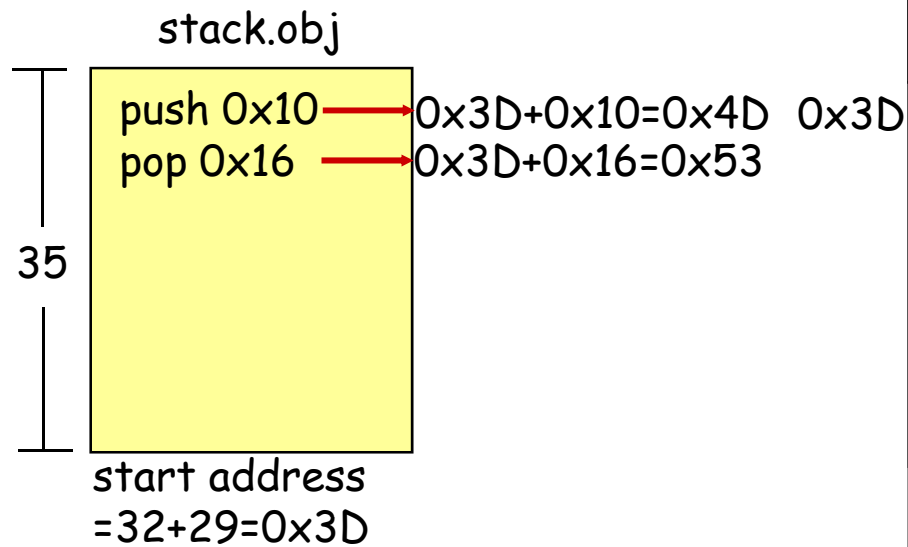 stack.obj
push 0x10 0x3D+0x10=0x4D 0x3D
pop 0x16 0x3D+0x16=0x53
35
start address
=32+29=0x3D